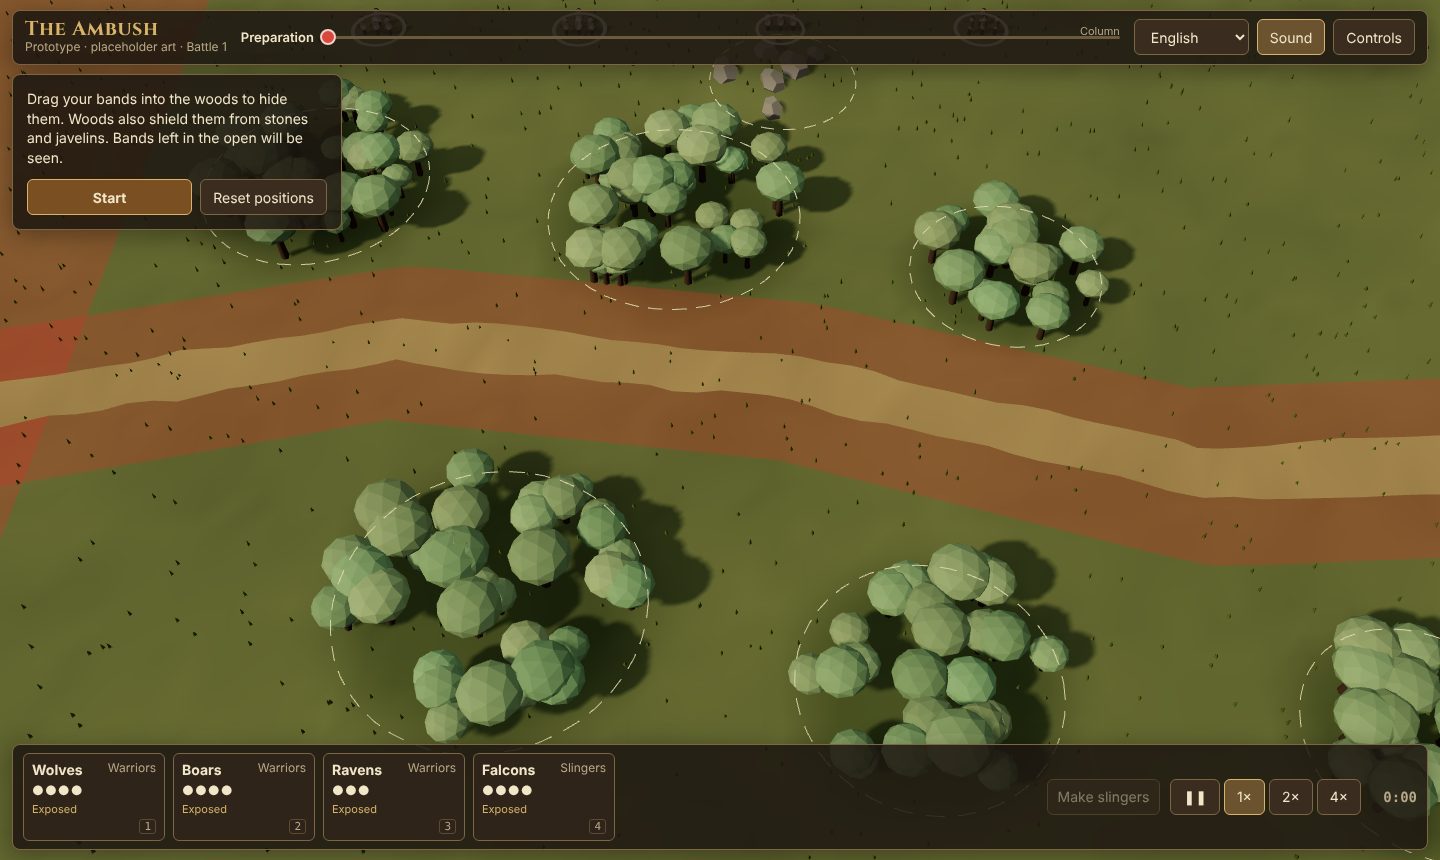 The Ambush
Prototype · placeholder art · Battle 1
Preparation
Column
English
Sound
Controls
Drag your bands into the woods to hide
them. Woods also shield them from stones
and javelins. Bands left in the open will be
seen.
Start
Reset positions
Wolves Warriors
Exposed
1
Boars Warriors
Exposed
2
Ravens Warriors
Exposed
3
Falcons Slingers
Exposed
4
Make slingers
1×
2×
4×
0:00